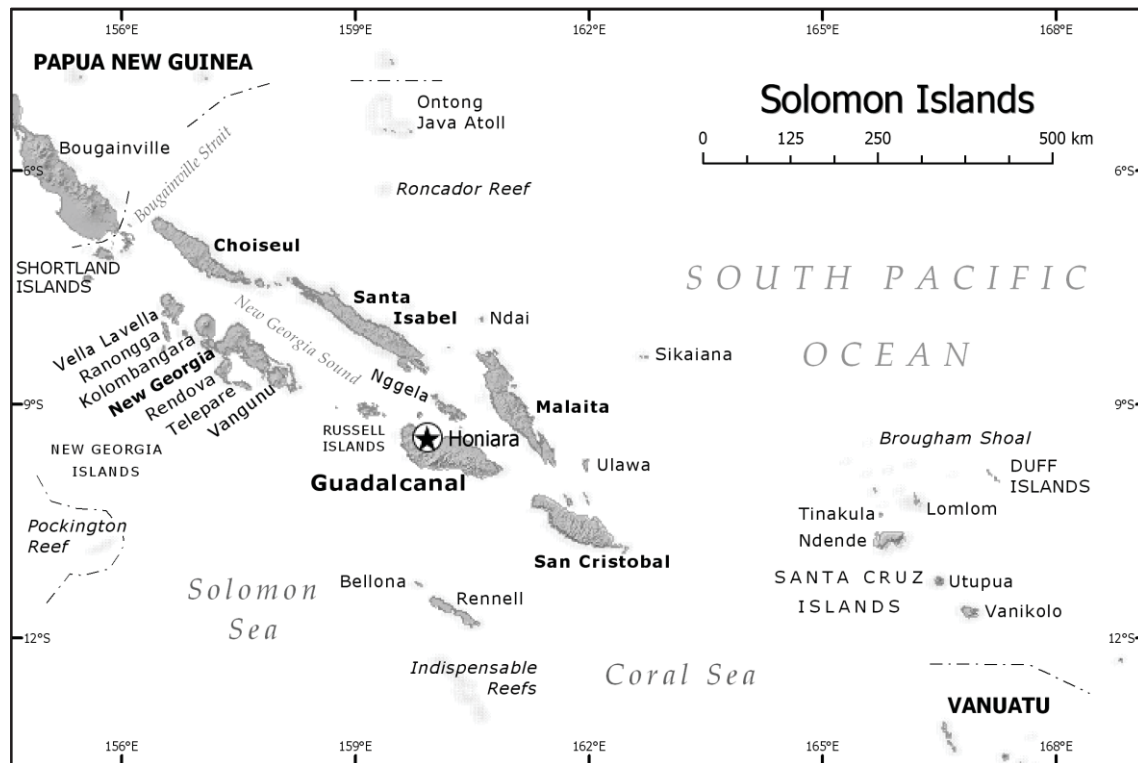 156°E
159°E
162°E
165°E
168°E
PAPUA NEW GUINEA
Ontong
Java Atoll
Solomon Islands
0
125
250
500 km
Bougainville
Bougainville Strait
6°S
6°S
Roncador Reef
Choiseul
SHORTLAND
ISLANDS
SOUTH PACIFIC
OCEAN
Santa
Isabel
New Georgia Sound
Ndai
Sikaiana
Vella Lavella
Ranongga
Kolombangara
New Georgia
Rendova
Telepare
Vangunu
Nggela
Malaita
9°S
9°S
RUSSELL
ISLANDS
Honiara
Brougham Shoal
NEW GEORGIA
ISLANDS
Guadalcanal
Ulawa
DUFF
ISLANDS
Lomlom
Tinakula
Ndende
Pockington
Reef
San Cristobal
Bellona
Rennell
SANTA CRUZ
ISLANDS
Utupua
Vanikolo
Solomon
Sea
12°S
12°S
Indispensable
Reefs
Coral Sea
VANUATU
156°E
159°E
162°E
165°E
168°E